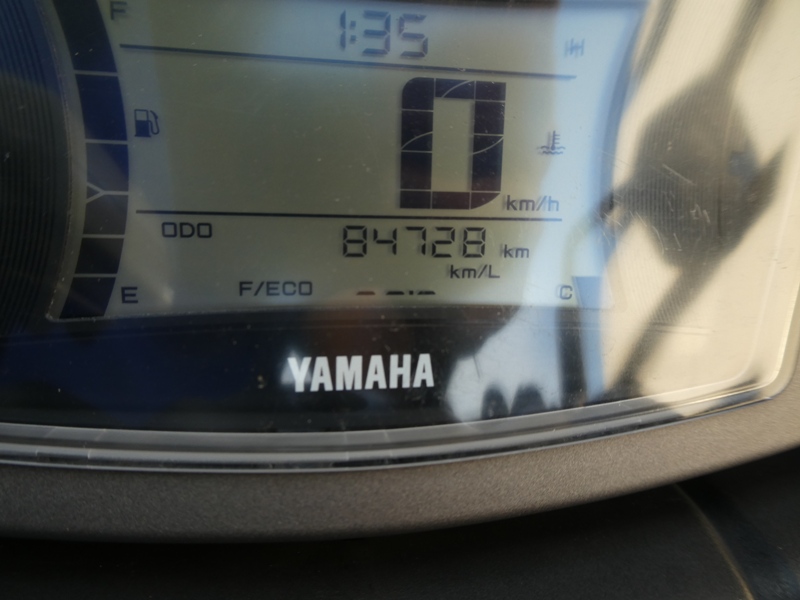 F
1:35
H
0
km/h
ODO 84728 km
km/L
E F/ECO C
YAMAHA